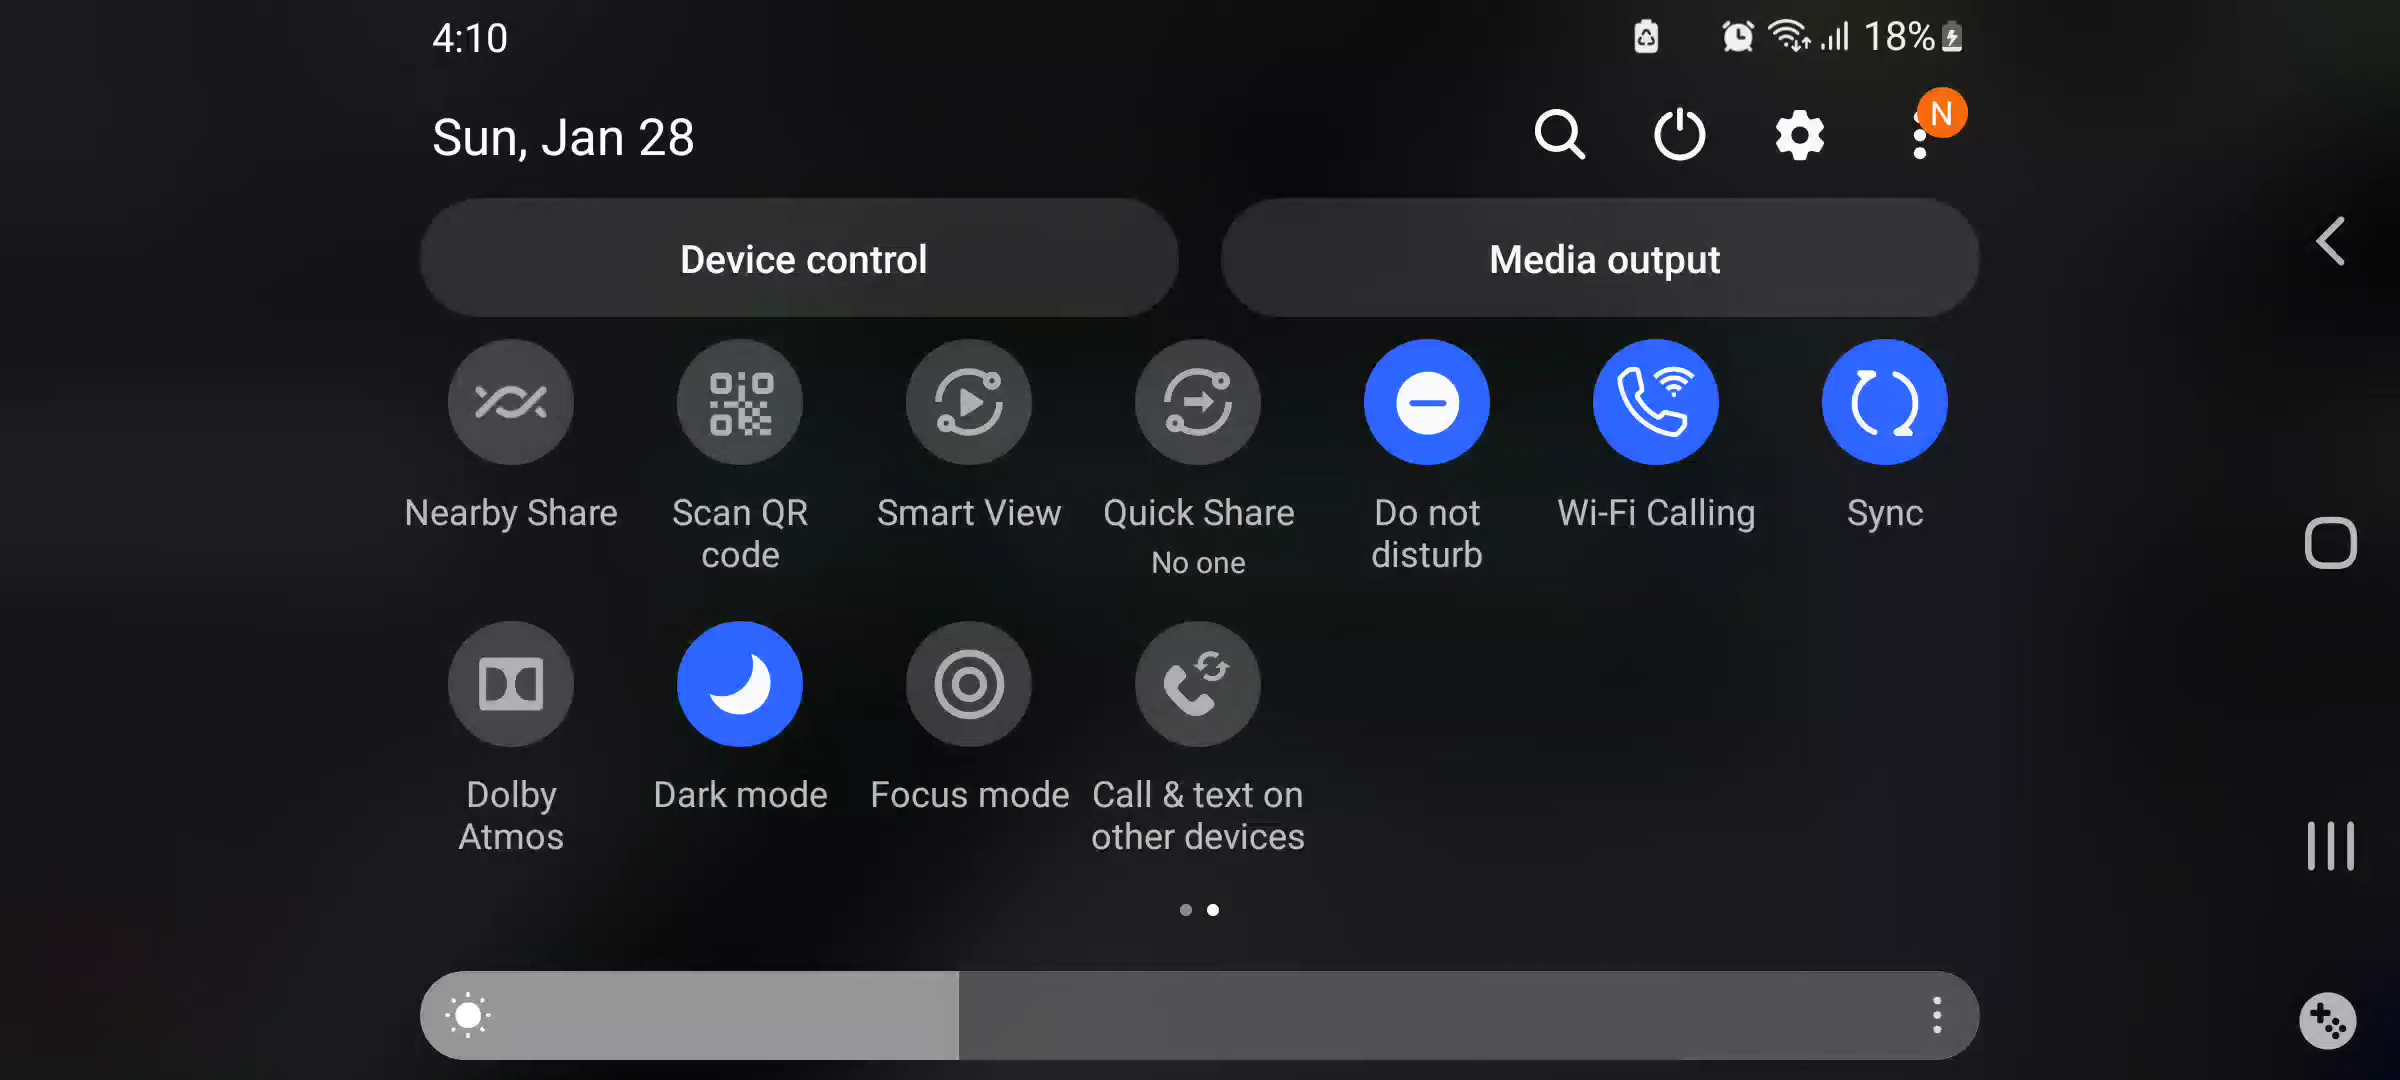 4:10
18%
Sun, Jan 28
N
Device control
Media output
Nearby Share
Scan QR
code
Smart View
Quick Share
No one
Do not
disturb
Wi-Fi Calling
Sync
Dolby
Atmos
Dark mode
Focus mode
Call & text on
other devices